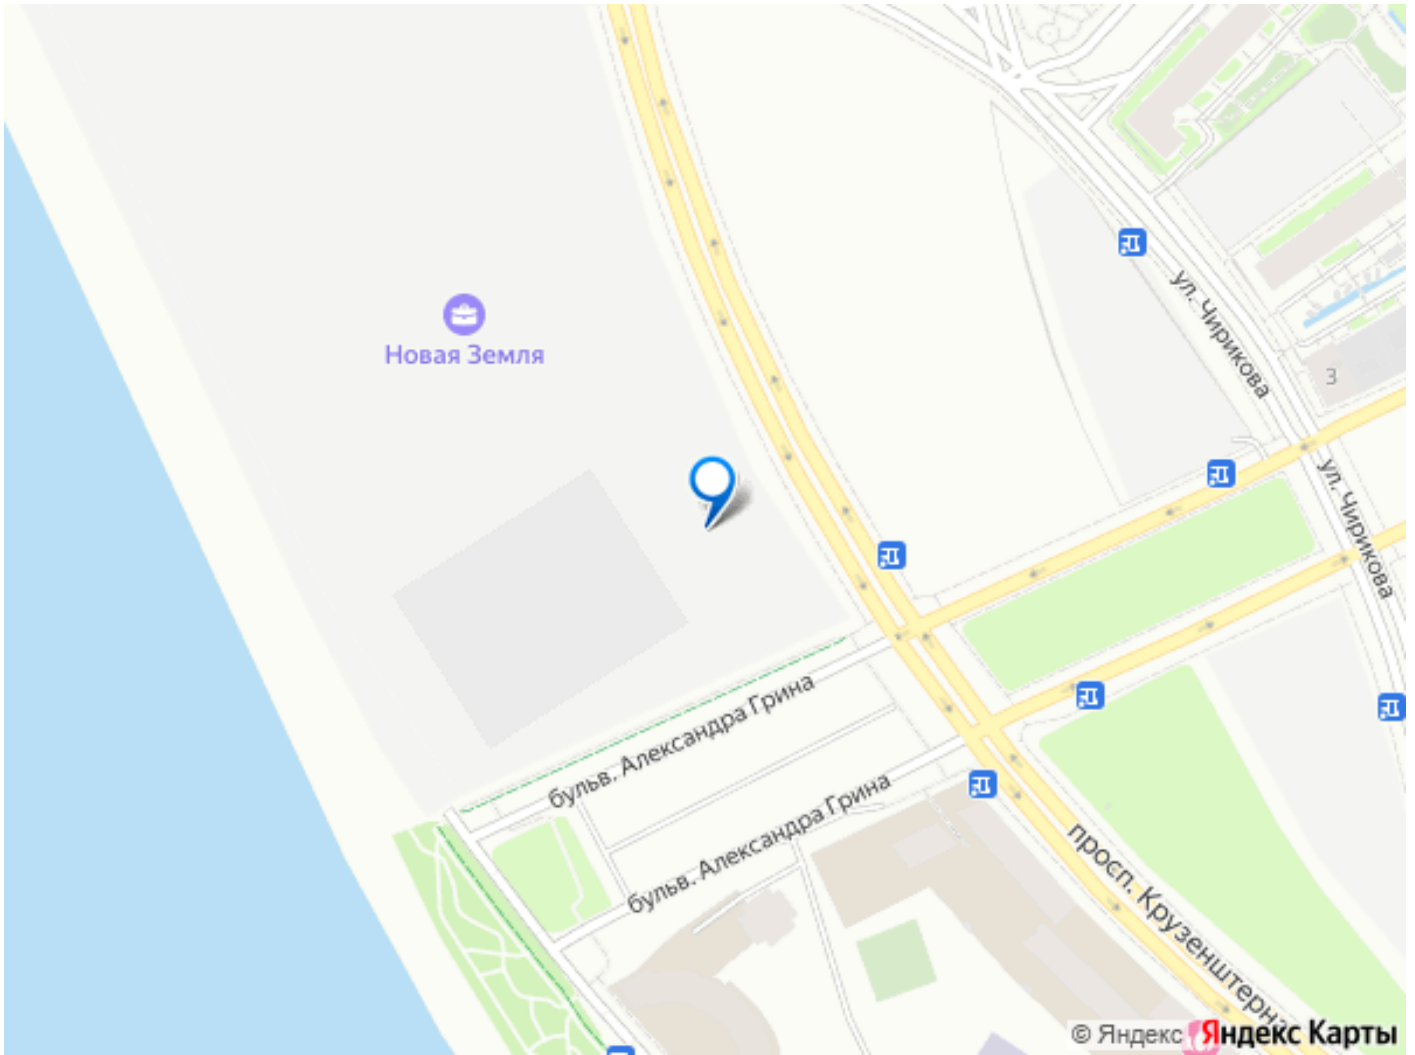 Новая Земля
ул. Чирикова
3
ул. Чирикова
бульв. Александра Грина
бульв. Александра Грина
просп. Крузенштерна
© Яндекс
Яндекс Карты